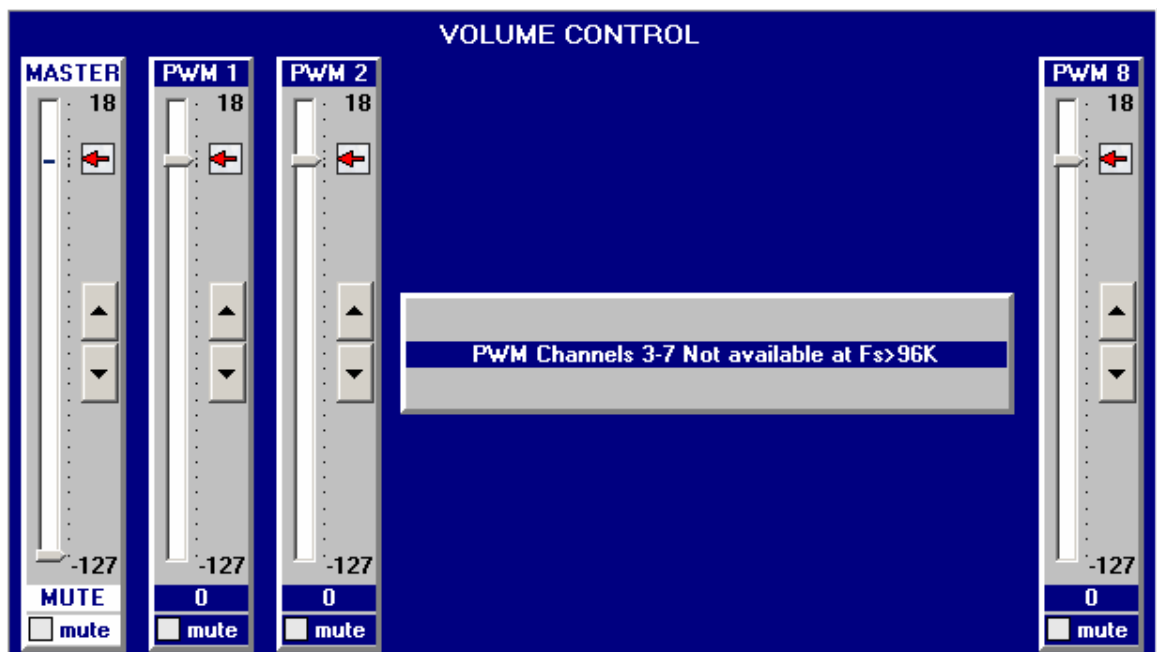 VOLUME CONTROL
MASTER PWM 1 PWM 2 PWM 8
18 18 18 18
PWM Channels 3-7 Not available at Fs>96K
-127 -127 -127 -127
MUTE 0 0 0
mute mute mute mute